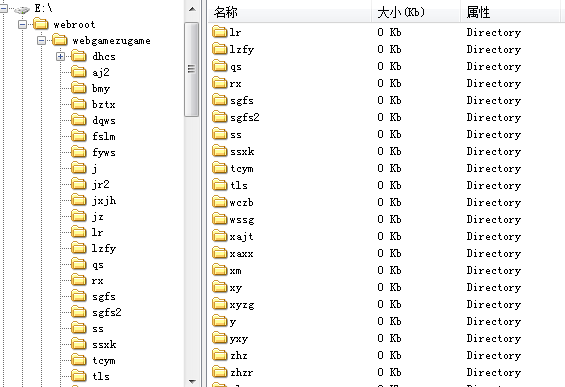 E:\
webroot
webgamezugame
dhcs
aj2
bmy
bztx
dqws
fslm
fyws
j
jr2
jxjh
jz
lr
lzfy
qs
rx
sgfs
sgfs2
ss
ssxk
tcym
tls
名称 大小(Kb) 属性
lr 0 Kb Directory
lzfy 0 Kb Directory
qs 0 Kb Directory
rx 0 Kb Directory
sgfs 0 Kb Directory
sgfs2 0 Kb Directory
ss 0 Kb Directory
ssxk 0 Kb Directory
tcym 0 Kb Directory
tls 0 Kb Directory
wczb 0 Kb Directory
wssg 0 Kb Directory
xajt 0 Kb Directory
xaxx 0 Kb Directory
xm 0 Kb Directory
xy 0 Kb Directory
xyzg 0 Kb Directory
y 0 Kb Directory
yxy 0 Kb Directory
zhz 0 Kb Directory
zhzr 0 Kb Directory